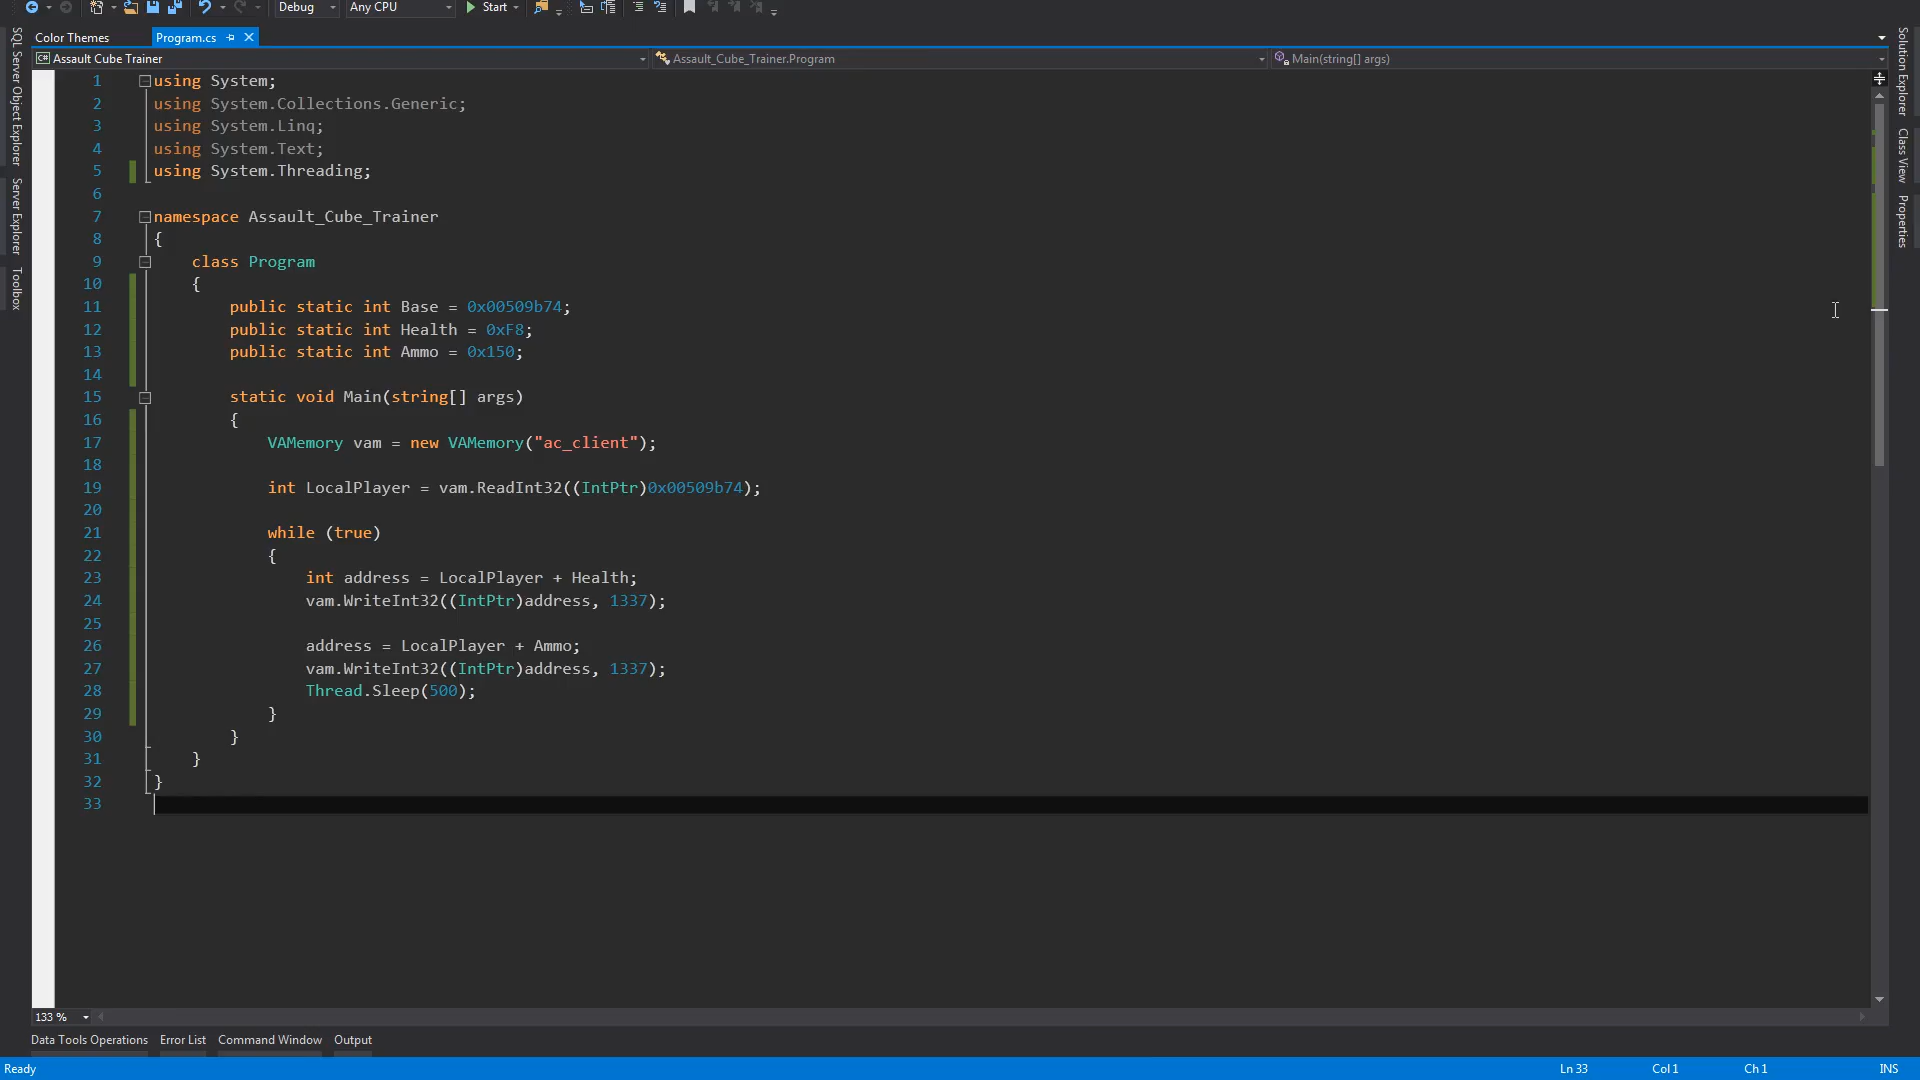 Debug Any CPU Start
Color Themes Program.cs
Assault Cube Trainer Assault_Cube_Trainer.Program Main(string[] args)
SQL Server Object Explorer
Server Explorer
Toolbox
Solution Explorer
Class View
Properties
1 using System;
2 using System.Collections.Generic;
3 using System.Linq;
4 using System.Text;
5 using System.Threading;
6
7 namespace Assault_Cube_Trainer
8 {
9 class Program
10 {
11 public static int Base = 0x00509b74;
12 public static int Health = 0xF8;
13 public static int Ammo = 0x150;
14
15 static void Main(string[] args)
16 {
17 VAMemory vam = new VAMemory("ac_client");
18
19 int LocalPlayer = vam.ReadInt32((IntPtr)0x00509b74);
20
21 while (true)
22 {
23 int address = LocalPlayer + Health;
24 vam.WriteInt32((IntPtr)address, 1337);
25
26 address = LocalPlayer + Ammo;
27 vam.WriteInt32((IntPtr)address, 1337);
28 Thread.Sleep(500);
29 }
30 }
31 }
32 }
33
133 %
Data Tools Operations Error List Command Window Output
Ready Ln 33 Col 1 Ch 1 INS